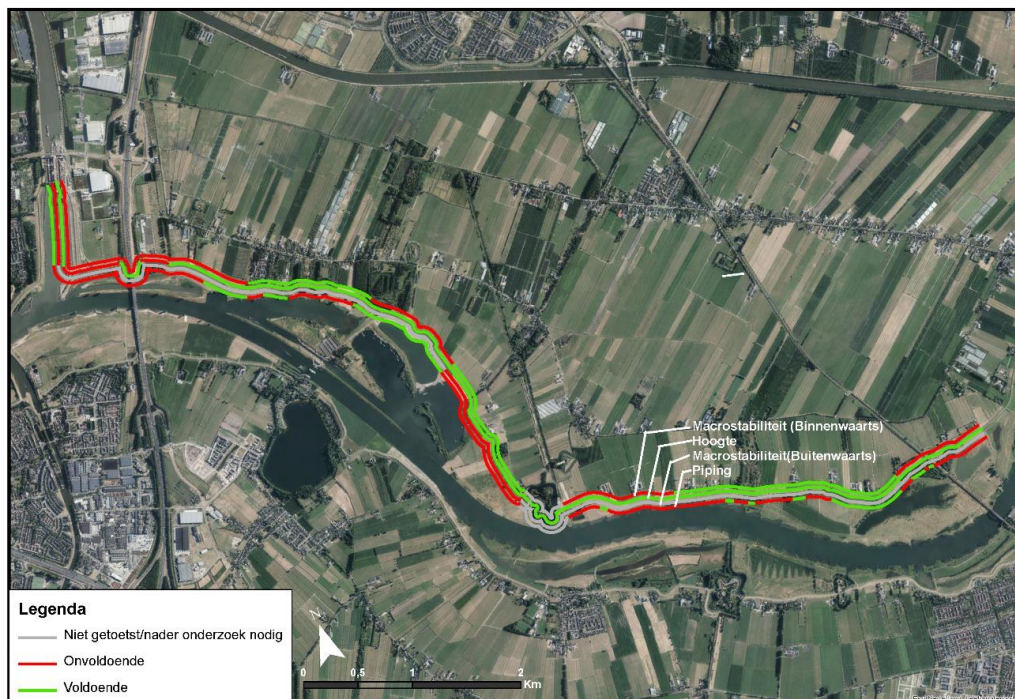 Macrostabiliteit (Binnenwaarts)
Hoogte
Macrostabiliteit(Buitenwaarts)
Piping
Legenda
Niet getoetst/nader onderzoek nodig
Onvoldoende
Voldoende
N
0 0,5 1 2
Km